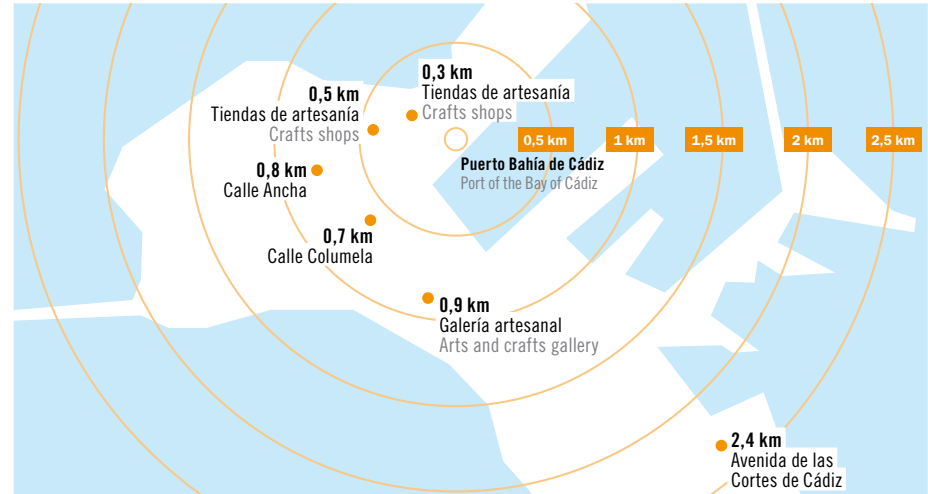 0,3 km
Tiendas de artesanía
Crafts shops
0,5 km
Tiendas de artesanía
Crafts shops
0,5 km
1 km
1,5 km
2 km
2,5 km
Puerto Bahía de Cádiz
Port of the Bay of Cádiz
0,8 km
Calle Ancha
0,7 km
Calle Columela
0,9 km
Galería artesanal
Arts and crafts gallery
2,4 km
Avenida de las
Cortes de Cádiz